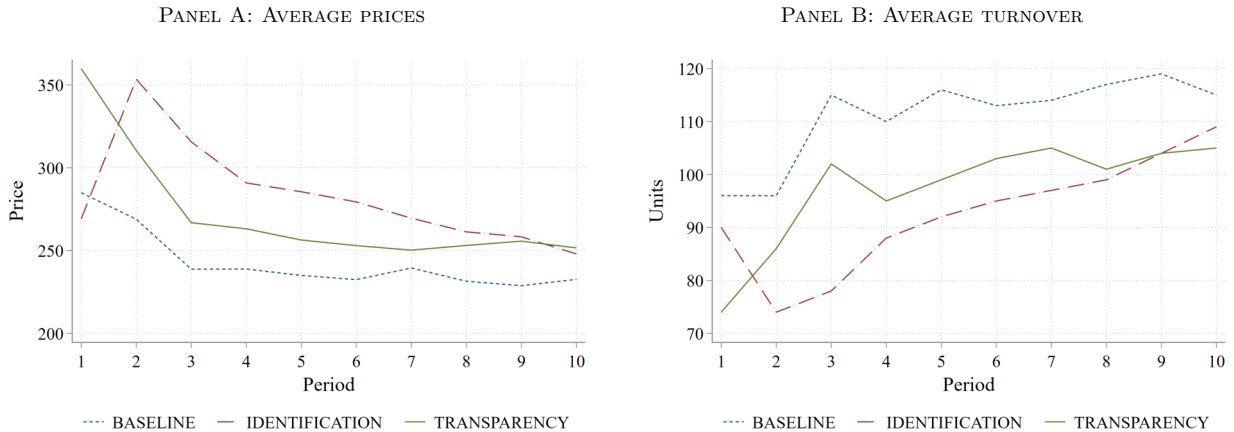 PANEL A: AVERAGE PRICES
350
300
250
200
Price
1 2 3 4 5 6 7 8 9 10
Period
BASELINE IDENTIFICATION TRANSPARENCY
PANEL B: AVERAGE TURNOVER
120
110
100
90
80
70
Units
1 2 3 4 5 6 7 8 9 10
Period
BASELINE IDENTIFICATION TRANSPARENCY